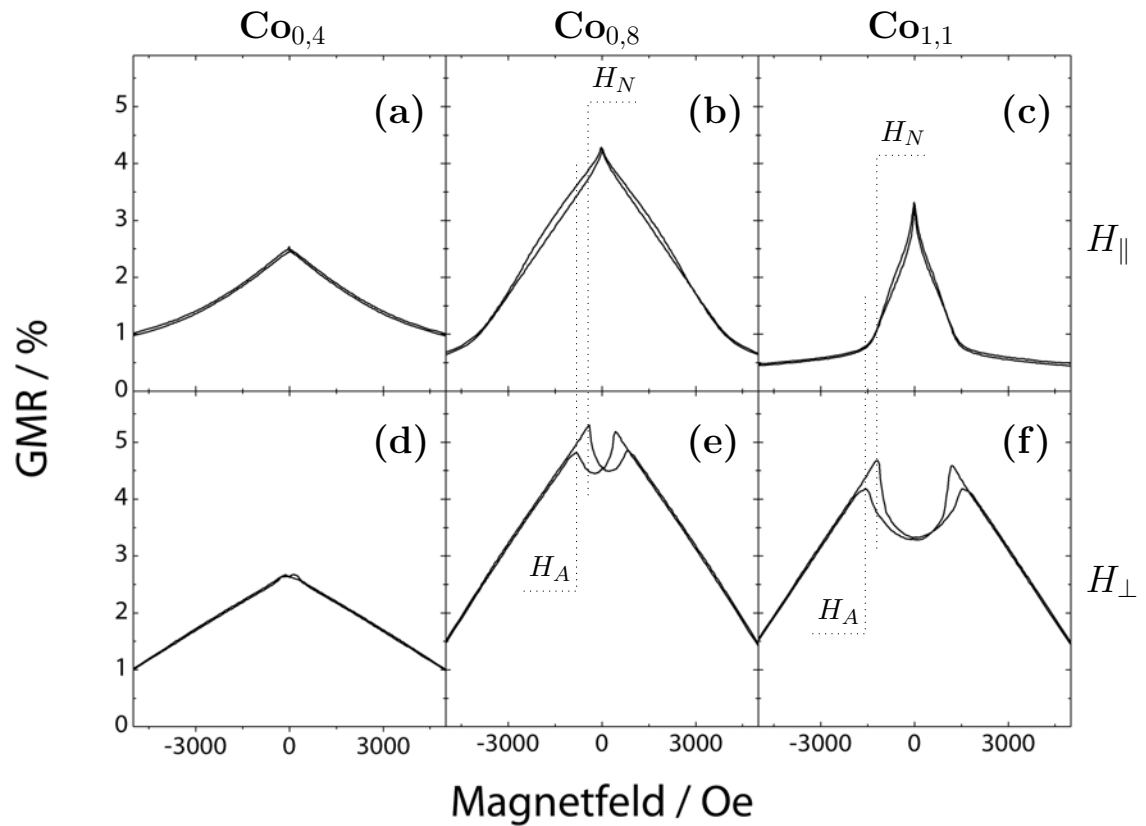 Co0,4 Co0,8 Co1,1
GMR / %
5
4
3
2
1
0
(a)
H_N
(b)
H_N
(c)
H_∥
5
4
3
2
1
0
(d)
H_A
(e)
H_A
(f)
H_⊥
-3000 0 3000 -3000 0 3000 -3000 0 3000
Magnetfeld / Oe